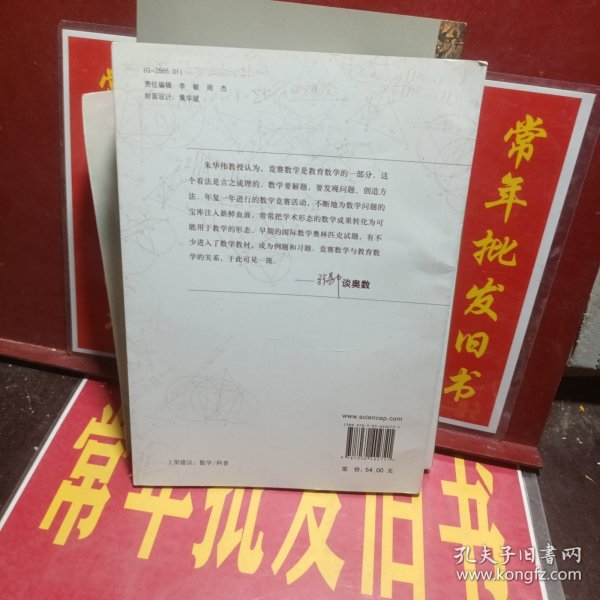 (O-2565.01)
责任编辑：李 敏 周 杰
封面设计：黄华斌
朱华伟教授认为，竞赛数学是教育数学的一部分。这
个看法是言之成理的。数学要解题，要发现问题、创造方
法。年复一年进行的数学竞赛活动，不断地为数学问题的
宝库注入新鲜血液，常常把学术形态的数学成果转化为可
能用于教学的形态。早期的国际数学奥林匹克试题，有不
少进入了数学教材，成为例题和习题。竞赛数学与教育数
学的关系，于此可见一斑。
——张景中 谈奥数
www.sciencep.com
定 价：54.00 元
上架建议：数学/科普
常年批发旧书
常年批发旧书
孔夫子旧书网
www.kongfz.com